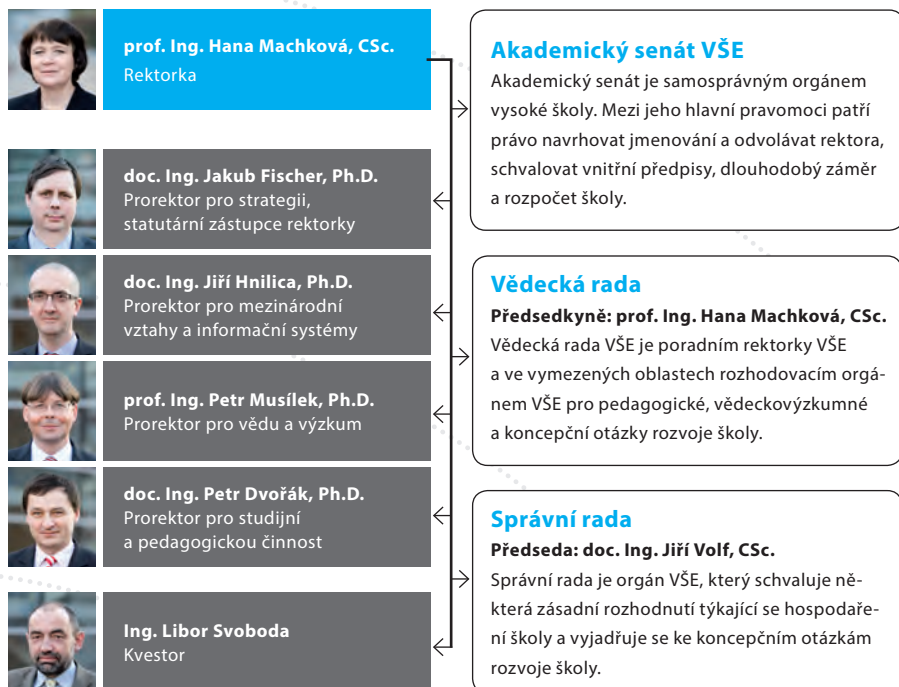 prof. Ing. Hana Machková, CSc.
Rektorka
doc. Ing. Jakub Fischer, Ph.D.
Prorektor pro strategii,
statutární zástupce rektorky
doc. Ing. Jiří Hnilica, Ph.D.
Prorektor pro mezinárodní
vztahy a informační systémy
prof. Ing. Petr Musílek, Ph.D.
Prorektor pro vědu a výzkum
doc. Ing. Petr Dvořák, Ph.D.
Prorektor pro studijní
a pedagogickou činnost
Ing. Libor Svoboda
Kvestor
Akademický senát VŠE
Akademický senát je samosprávným orgánem
vysoké školy. Mezi jeho hlavní pravomoci patří
právo navrhovat jmenování a odvolávat rektora,
schvalovat vnitřní předpisy, dlouhodobý záměr
a rozpočet školy.
Vědecká rada
Předsedkyně: prof. Ing. Hana Machková, CSc.
Vědecká rada VŠE je poradním rektorky VŠE
a ve vymezených oblastech rozhodovacím orgá-
nem VŠE pro pedagogické, vědeckovýzkumné
a koncepční otázky rozvoje školy.
Správní rada
Předseda: doc. Ing. Jiří Volf, CSc.
Správní rada je orgán VŠE, který schvaluje ně-
která zásadní rozhodnutí týkající se hospodaře-
ní školy a vyjadřuje se ke koncepčním otázkám
rozvoje školy.